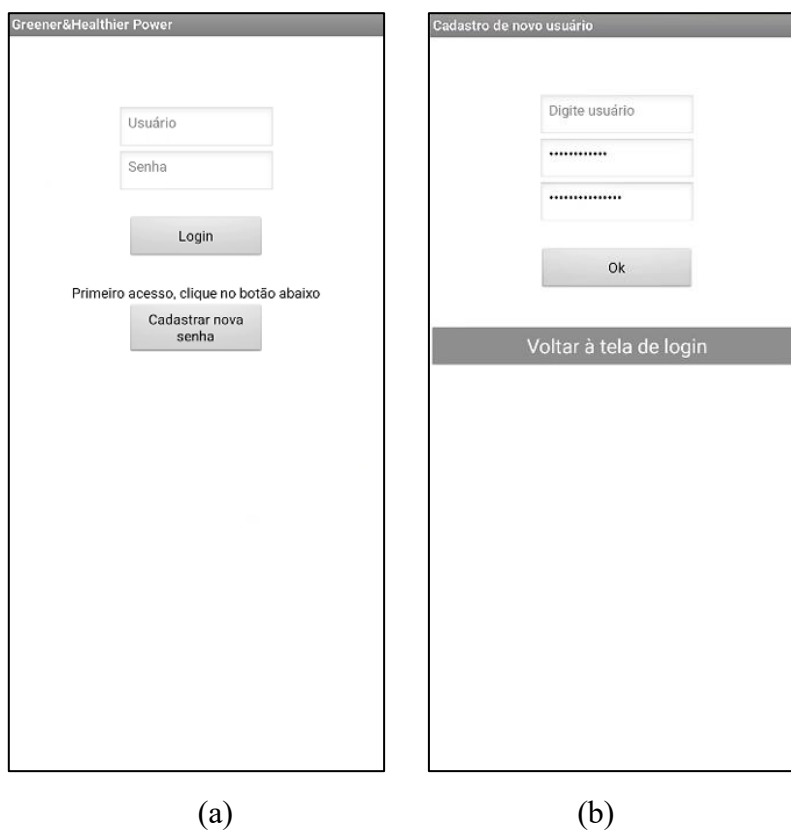 Greener&Healthier Power
Usuário
Senha
Login
Primeiro acesso, clique no botão abaixo
Cadastrar nova
senha
(a)
Cadastro de novo usuário
Digite usuário
••••••••••••
•••••••••••••••
Ok
Voltar à tela de login
(b)